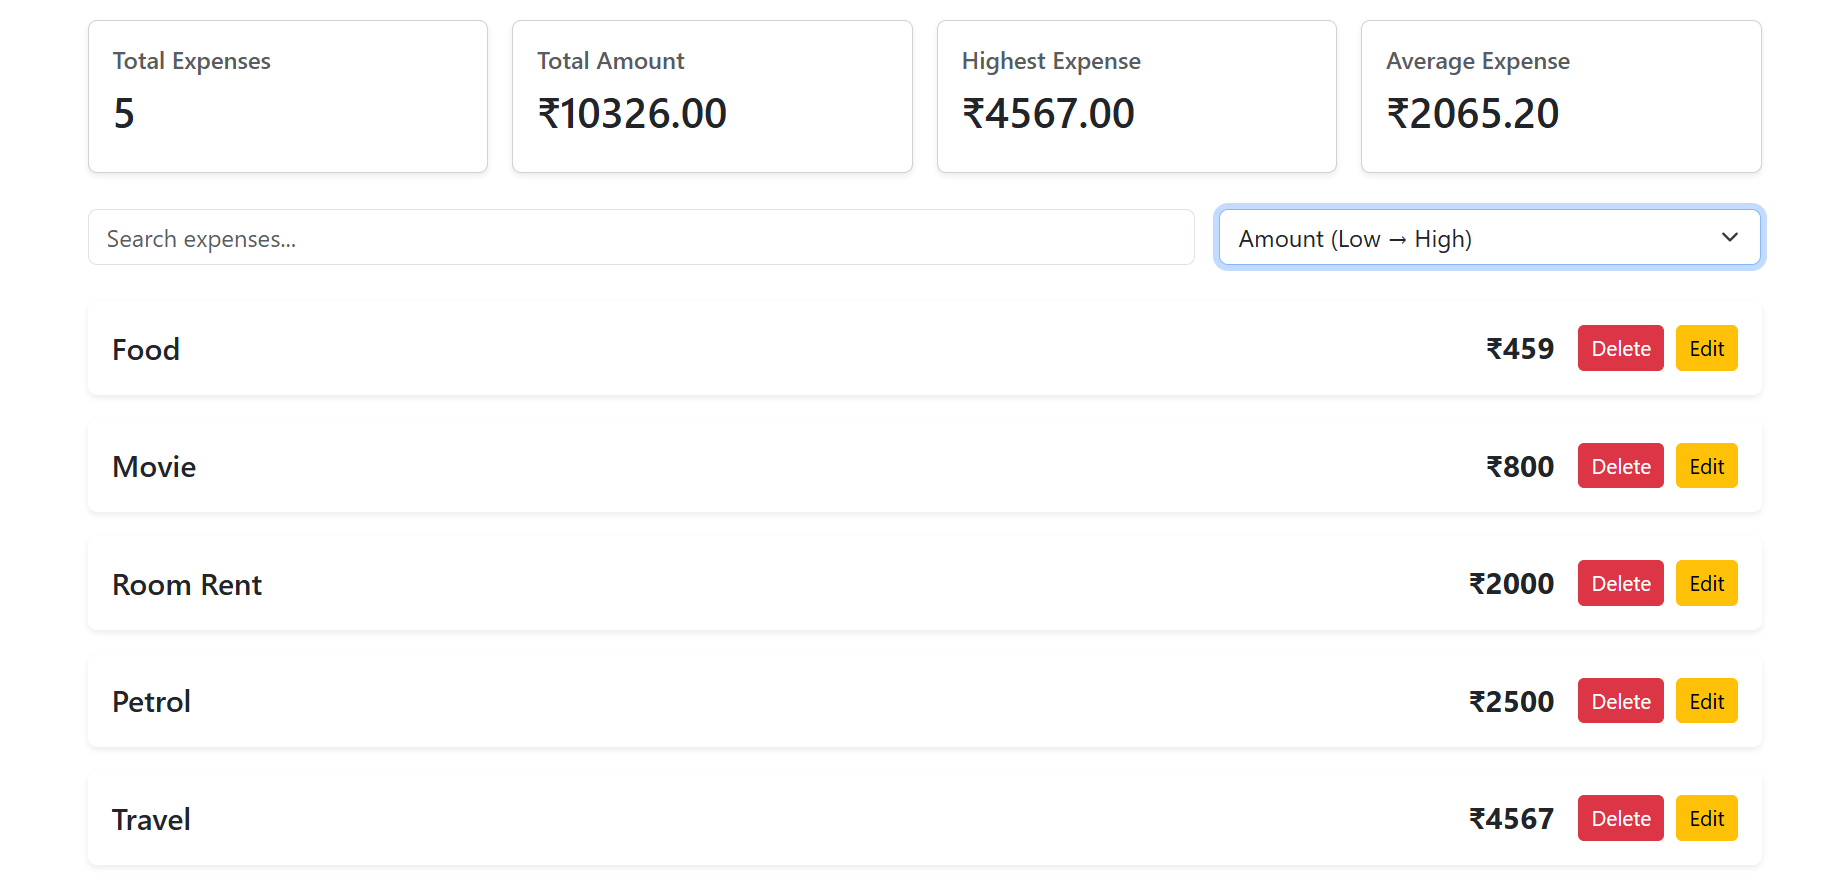 Total Expenses
5
Total Amount
₹10326.00
Highest Expense
₹4567.00
Average Expense
₹2065.20
Search expenses...
Amount (Low → High)
Food ₹459 Delete Edit
Movie ₹800 Delete Edit
Room Rent ₹2000 Delete Edit
Petrol ₹2500 Delete Edit
Travel ₹4567 Delete Edit